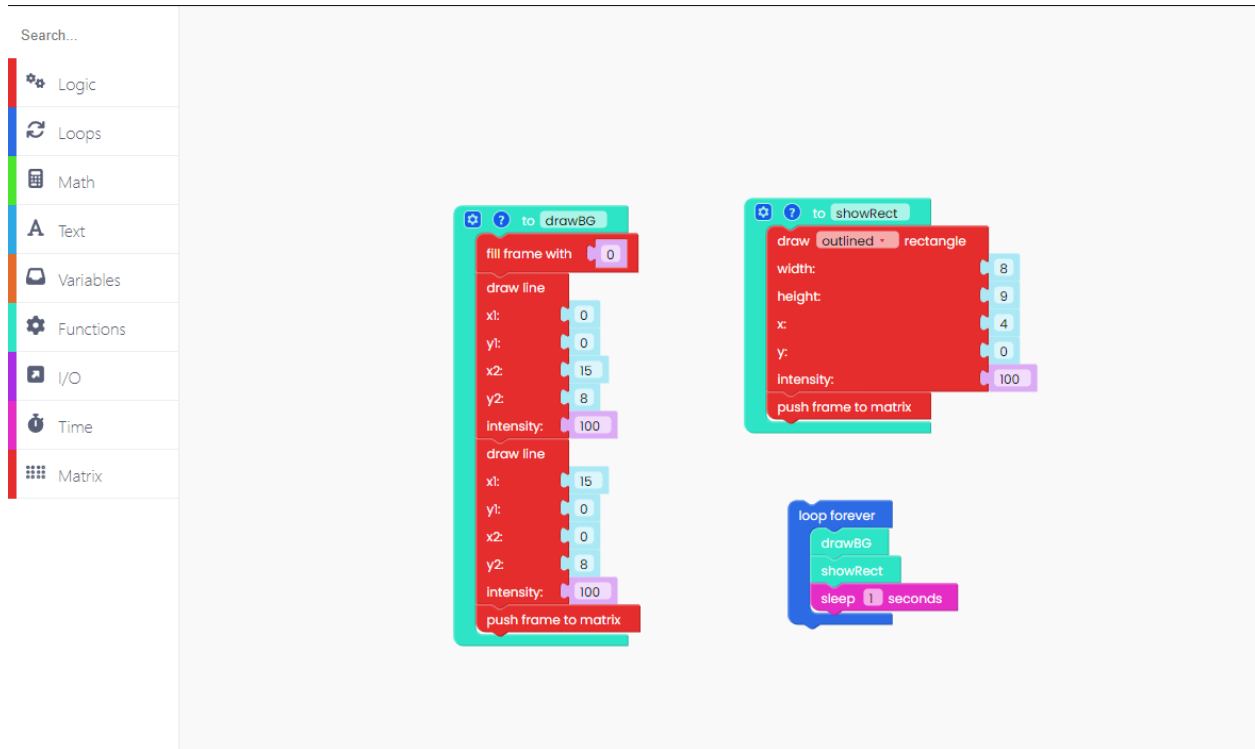 Search...
Logic
Loops
Math
Text
Variables
Functions
I/O
Time
Matrix
to drawBG
fill frame with 0
draw line
x1: 0
y1: 0
x2: 15
y2: 8
intensity: 100
draw line
x1: 15
y1: 0
x2: 0
y2: 8
intensity: 100
push frame to matrix
to showRect
draw outlined rectangle
width: 8
height: 9
x: 4
y: 0
intensity: 100
push frame to matrix
loop forever
drawBG
showRect
sleep 1 seconds